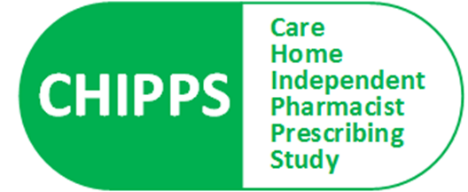 CHIPPS
Care
Home
Independent
Pharmacist
Prescribing
Study